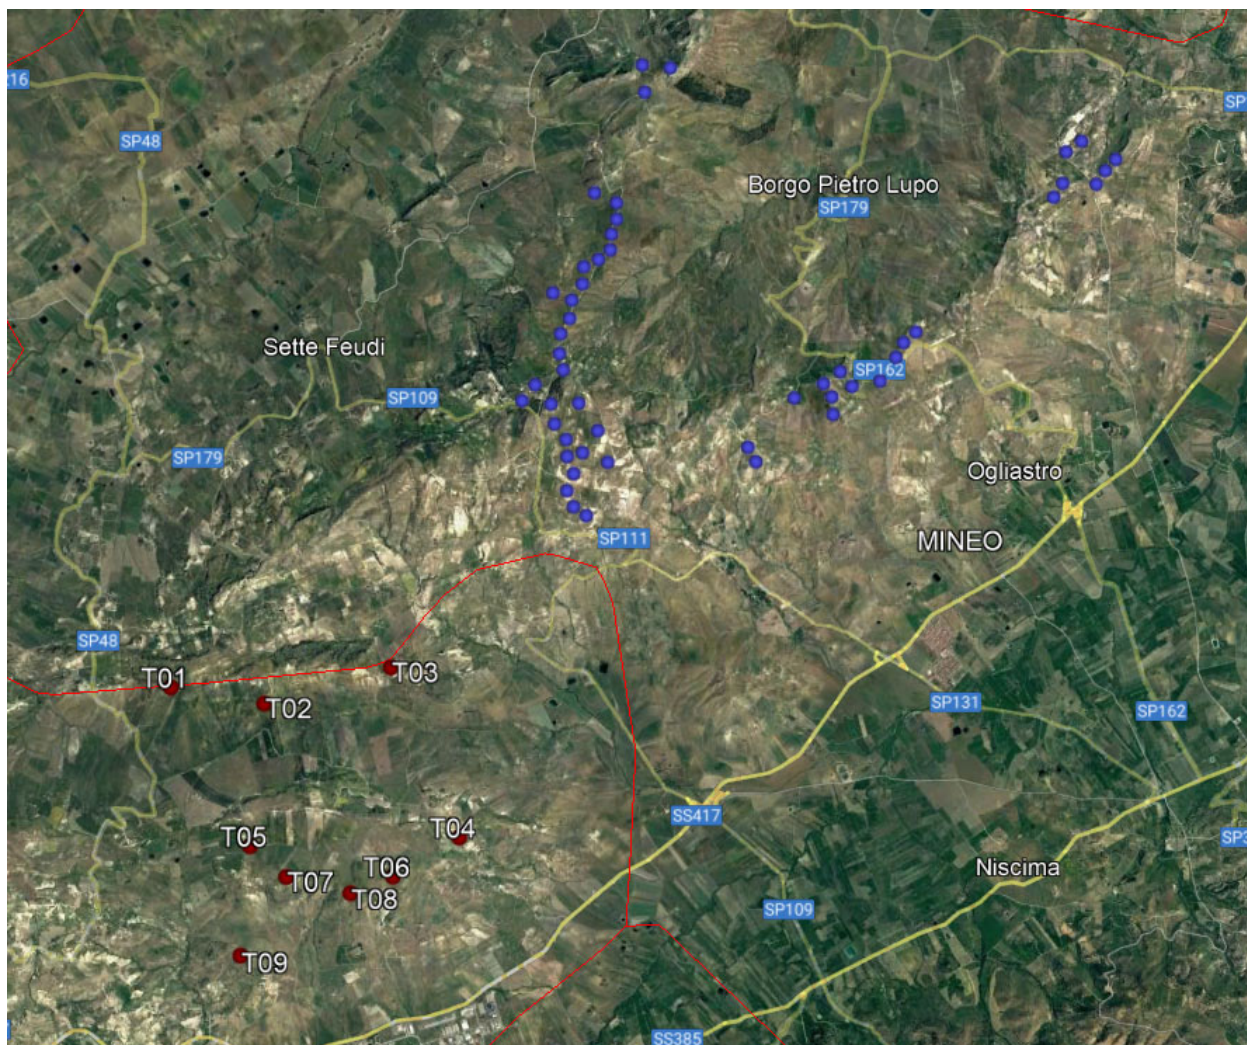 216
SP48
SP
Borgo Pietro Lupo
SP179
Sette Feudi
SP109
SP162
SP179
Ogliastro
SP111
MINEO
SP48
T01
T03
T02
SP131
SP162
SS417
T05
T04
SP3
T07
T06
T08
Niscima
SP109
T09
SS385